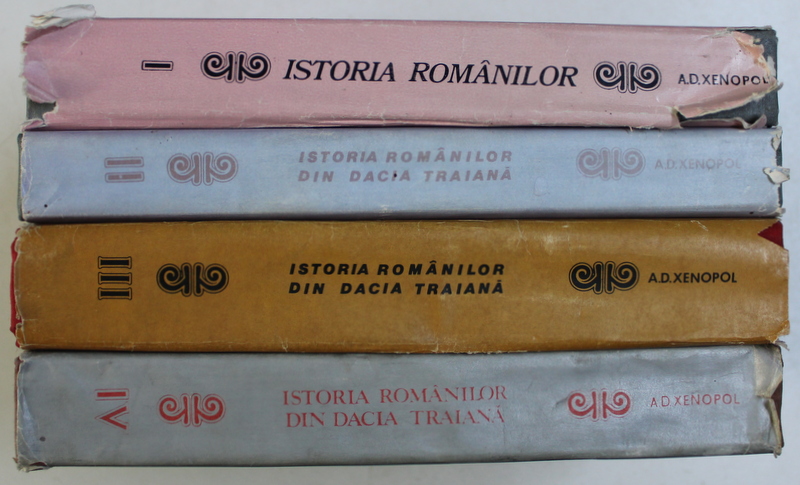 I ISTORIA ROMÂNILOR A.D.XENOPOL
II ISTORIA ROMÂNILOR
DIN DACIA TRAIANĂ A.D.XENOPOL
III ISTORIA ROMÂNILOR
DIN DACIA TRAIANĂ A.D.XENOPOL
IV ISTORIA ROMÂNILOR
DIN DACIA TRAIANĂ A.D.XENOPOL